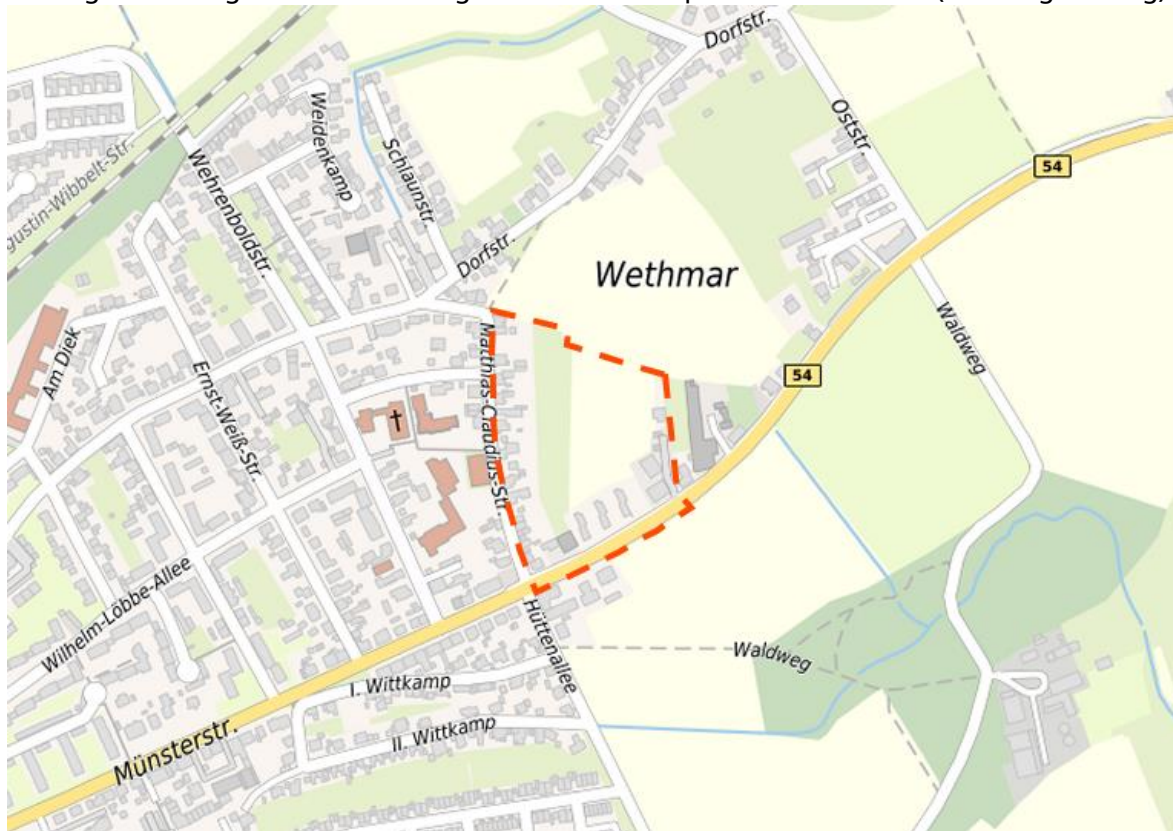 Dorfstr.
Oststr.
54
Weidenkamp
gustin-Wibbelt-Str.
Wehrenboldstr.
Schlaunstr.
Dorfstr.
Wethmar
Waldweg
Am Diek
Matthias-Claudius-Str.
54
Ernst-Weiß-Str.
Wilhelm-Löbbe-Allee
Hüttenallee
Waldweg
I. Wittkamp
II. Wittkamp
Münsterstr.